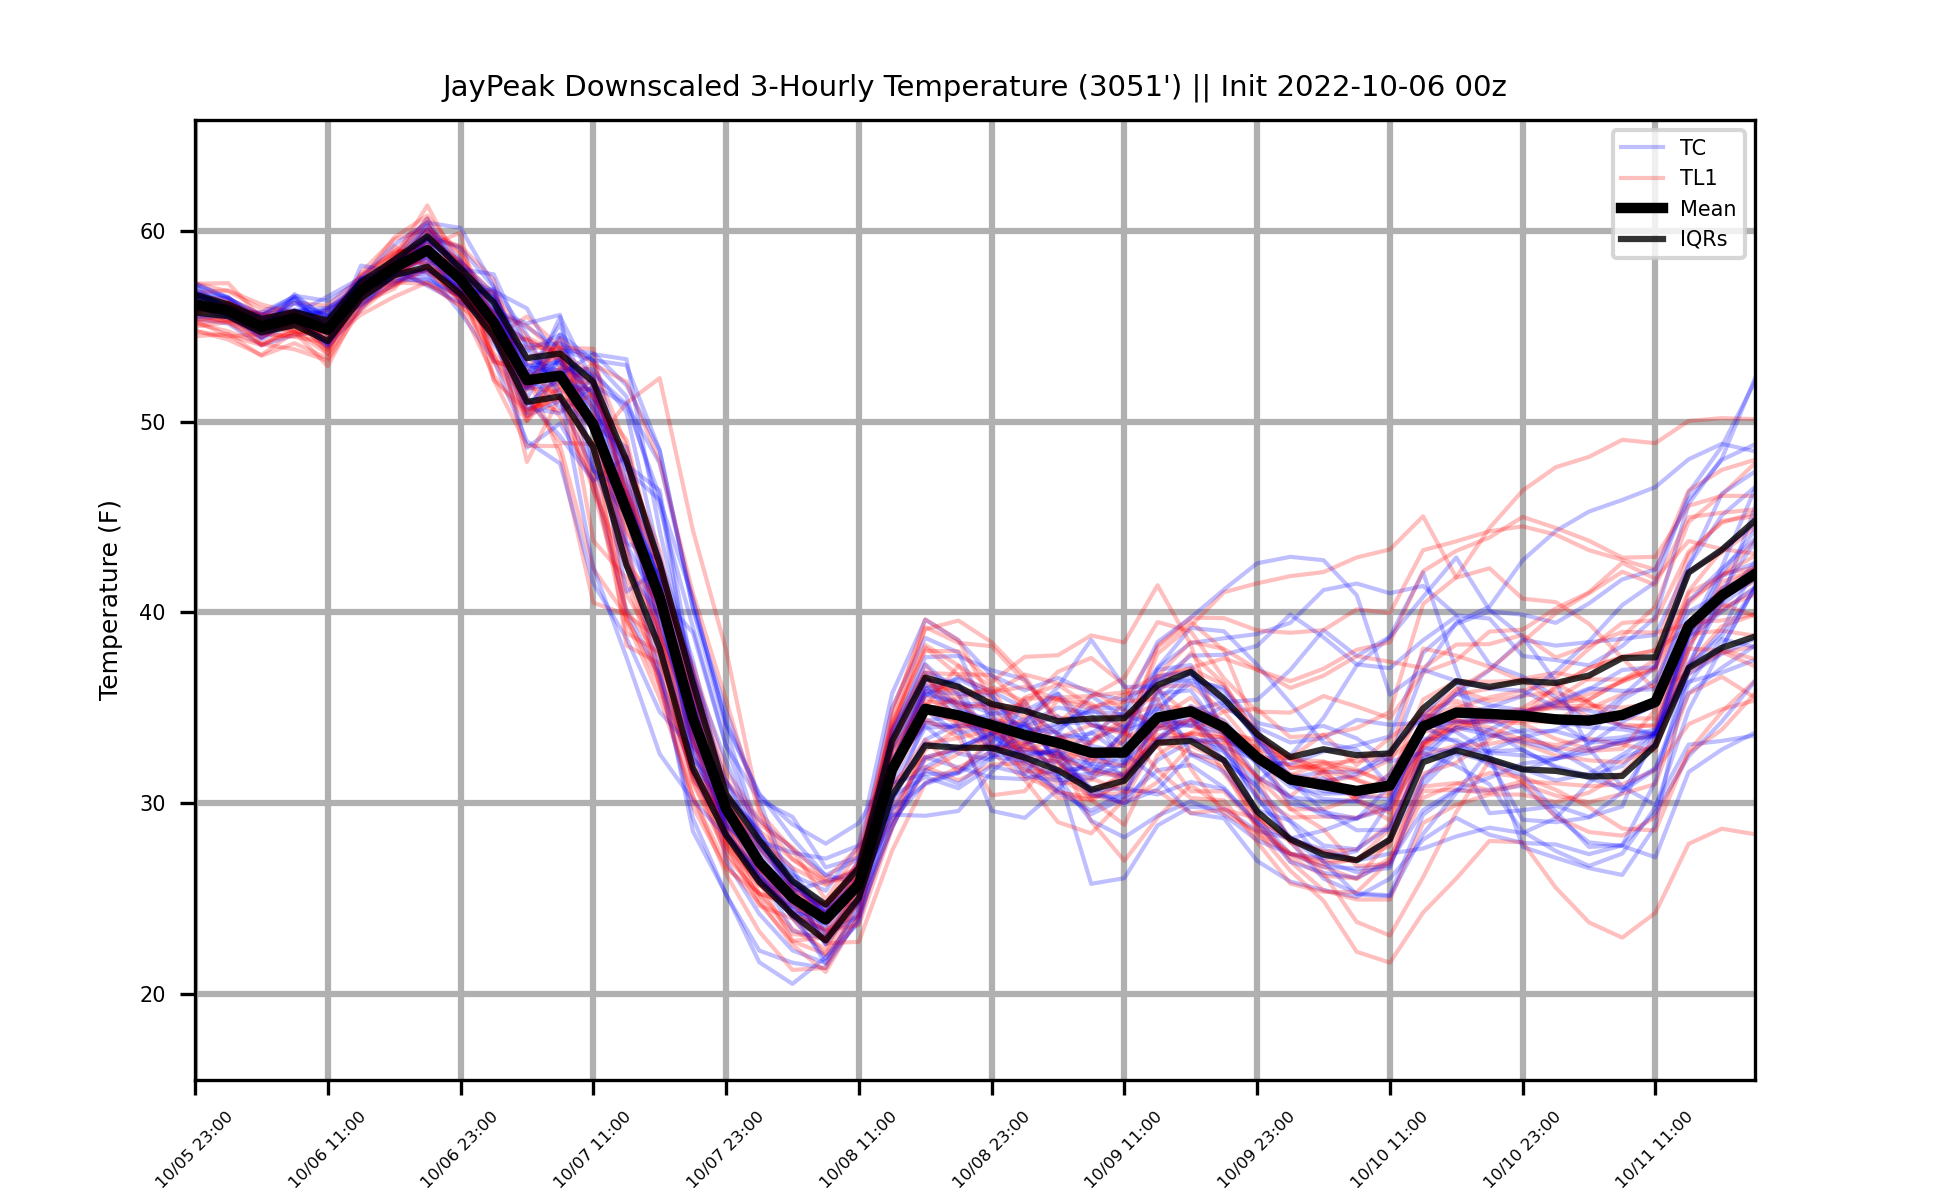 JayPeak Downscaled 3-Hourly Temperature (3051') || Init 2022-10-06 00z
TC
TL1
Mean
IQRs
Temperature (F)
60
50
40
30
20
10/05 23:00
10/06 11:00
10/06 23:00
10/07 11:00
10/07 23:00
10/08 11:00
10/08 23:00
10/09 11:00
10/09 23:00
10/10 11:00
10/10 23:00
10/11 11:00